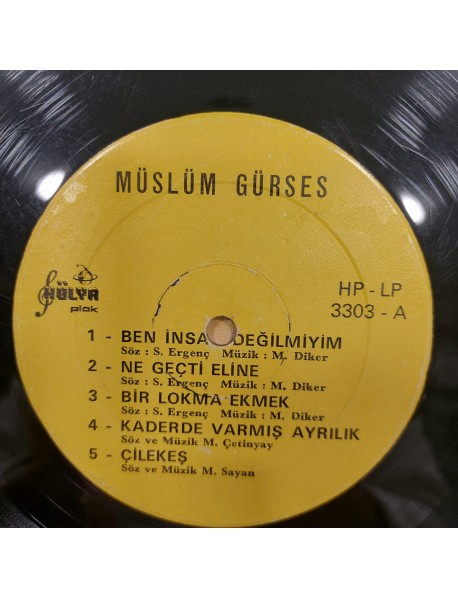 MÜSLÜM GÜRSES
HÜLYA
plak
HP - LP
3303 - A
1 - BEN İNSA DEĞİLMİYİM
Söz : S. Ergenç Müzik : M. Diker
2 - NE GEÇTİ ELİNE
Söz : S. Ergenç Müzik : M. Diker
3 - BİR LOKMA EKMEK
Söz : S. Ergenç Müzik : M. Diker
4 - KADERDE VARMIŞ AYRILIK
Söz ve Müzik M. Çetinyay
5 - ÇİLEKEŞ
Söz ve Müzik M. Sayan